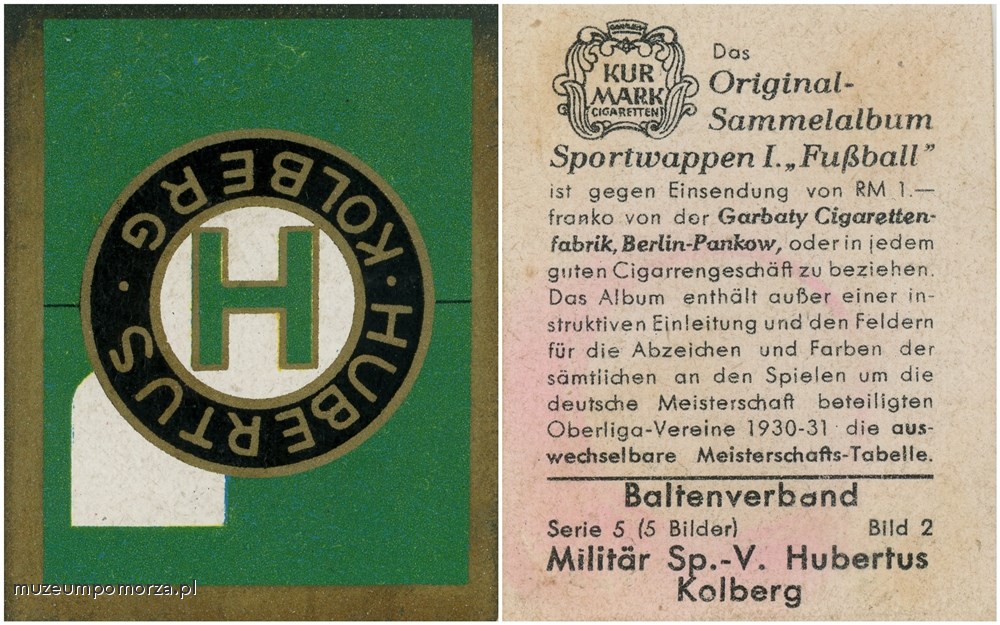 HUBERTUS · KOLBERG ·
H
muzeumpomorza.pl
GARBATY
KUR
MARK
CIGARETTEN
Das
Original-
Sammelalbum
Sportwappen I. „Fußball”
ist gegen Einsendung von RM 1.—
franko von der Garbaty Cigaretten-
fabrik, Berlin-Pankow, oder in jedem
guten Cigarrengeschäft zu beziehen.
Das Album enthält außer einer in-
struktiven Einleitung und den Feldern
für die Abzeichen und Farben der
sämtlichen an den Spielen um die
deutsche Meisterschaft beteiligten
Oberliga-Vereine 1930-31 die aus-
wechselbare Meisterschafts-Tabelle.
Baltenverband
Serie 5 (5 Bilder) Bild 2
Militär Sp.-V. Hubertus
Kolberg